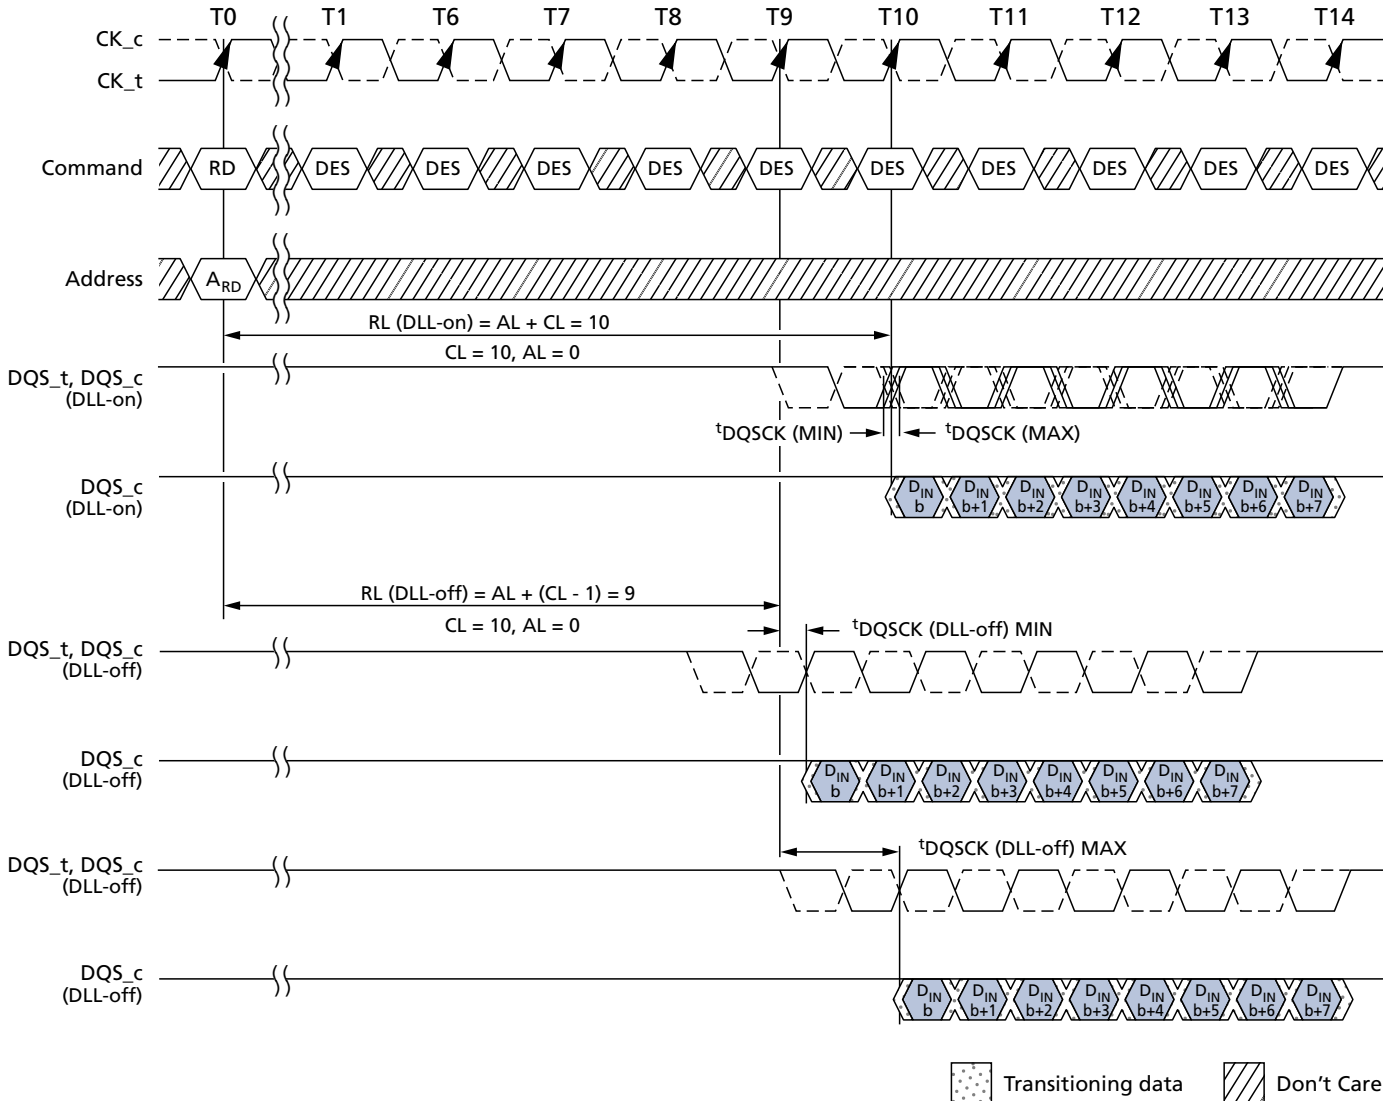 T0 T1 T6 T7 T8 T9 T10 T11 T12 T13 T14
CK_c
CK_t
Command RD DES DES DES DES DES DES DES DES DES DES
Address ARD
RL (DLL-on) = AL + CL = 10
CL = 10, AL = 0
DQS_t, DQS_c
(DLL-on)
tDQSCK (MIN) tDQSCK (MAX)
DQS_c
(DLL-on)
DIN DIN DIN DIN DIN DIN DIN DIN
b b+1 b+2 b+3 b+4 b+5 b+6 b+7
RL (DLL-off) = AL + (CL - 1) = 9
CL = 10, AL = 0
tDQSCK (DLL-off) MIN
DQS_t, DQS_c
(DLL-off)
DQS_c
(DLL-off)
DIN DIN DIN DIN DIN DIN DIN DIN
b b+1 b+2 b+3 b+4 b+5 b+6 b+7
tDQSCK (DLL-off) MAX
DQS_t, DQS_c
(DLL-off)
DQS_c
(DLL-off)
DIN DIN DIN DIN DIN DIN DIN DIN
b b+1 b+2 b+3 b+4 b+5 b+6 b+7
Transitioning data Don't Care